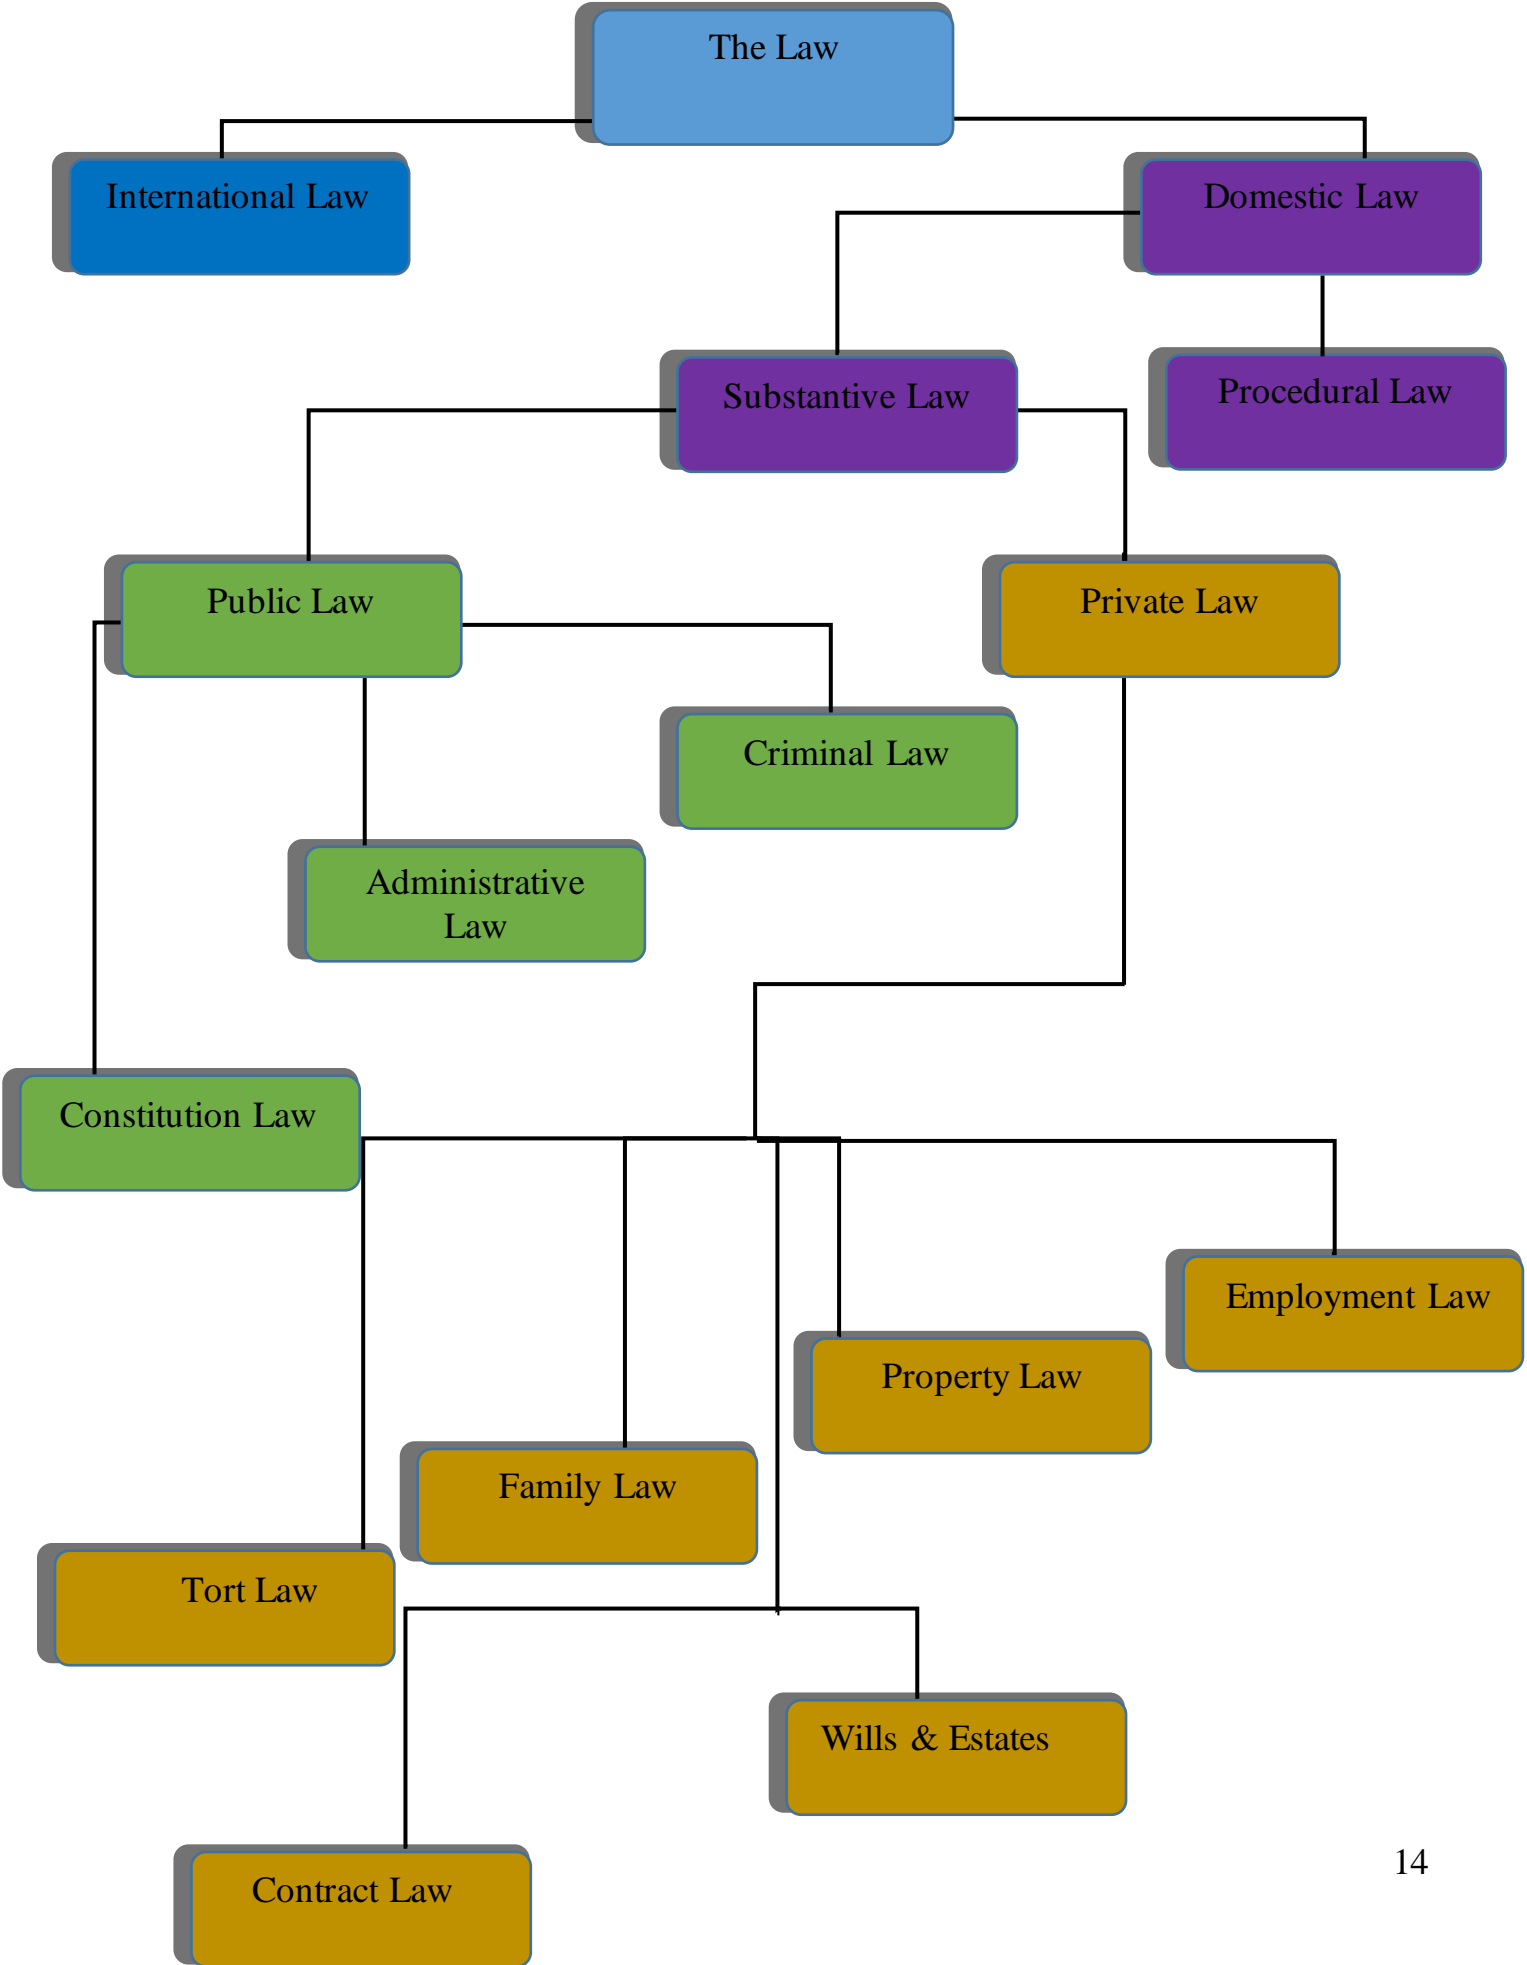 The Law
International Law
Domestic Law
Substantive Law
Procedural Law
Public Law
Private Law
Criminal Law
Administrative
Law
Constitution Law
Employment Law
Property Law
Family Law
Tort Law
Wills & Estates
Contract Law
14